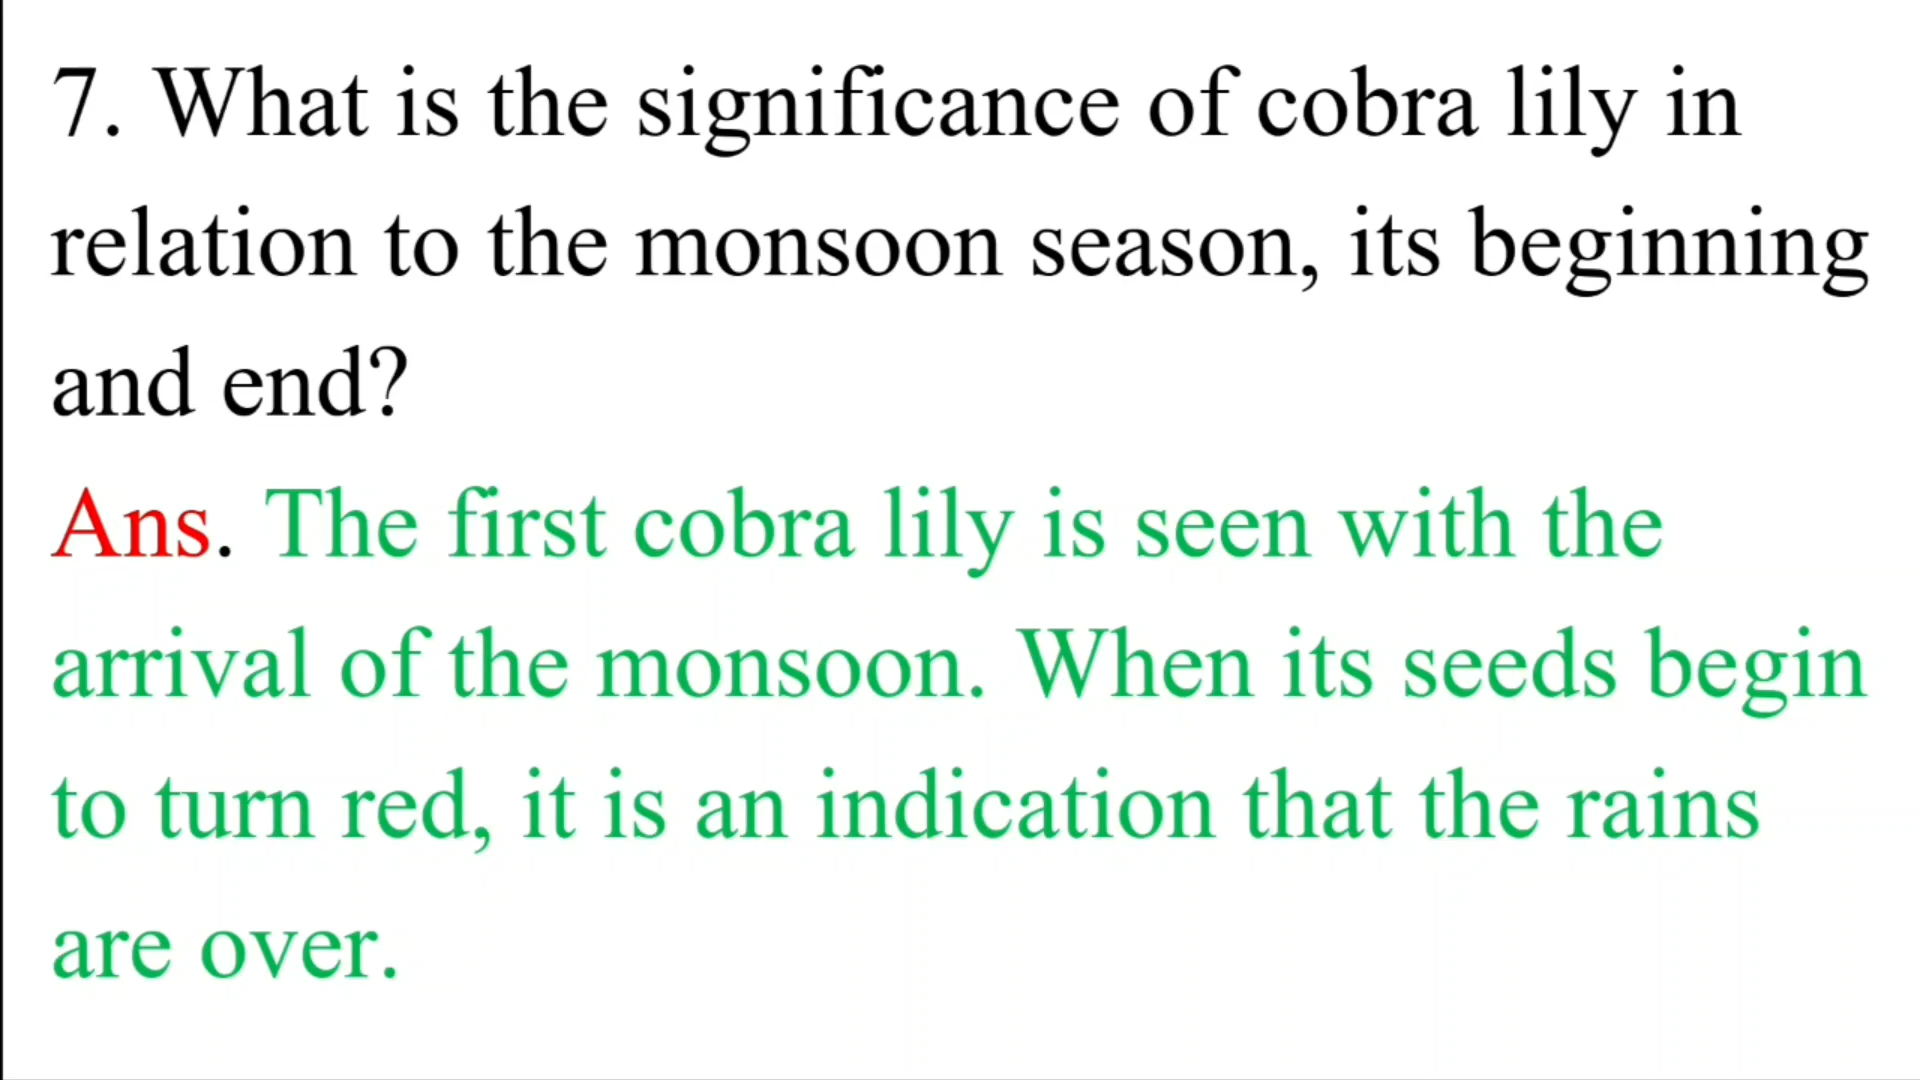 7. What is the significance of cobra lily in
relation to the monsoon season, its beginning
and end?
Ans. The first cobra lily is seen with the
arrival of the monsoon. When its seeds begin
to turn red, it is an indication that the rains
are over.